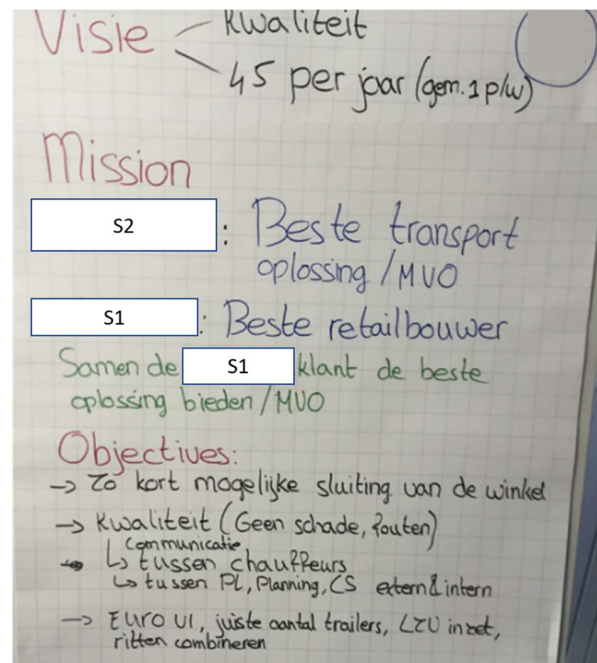 Visie
Kwaliteit
45 per jaar (gem. 1 p/w)
Mission
S2 : Beste transport
oplossing / MVO
S1 : Beste retailbouwer
Samen de S1 klant de beste
oplossing bieden / MVO
Objectives:
-> Zo kort mogelijke sluiting van de winkel
-> Kwaliteit (Geen schade, fouten)
communicatie
↳ tussen chauffeurs
↳ tussen PL, Planning, CS extern & intern
-> Euro VI, juiste aantal trailers, LZV inzet,
ritten combineren